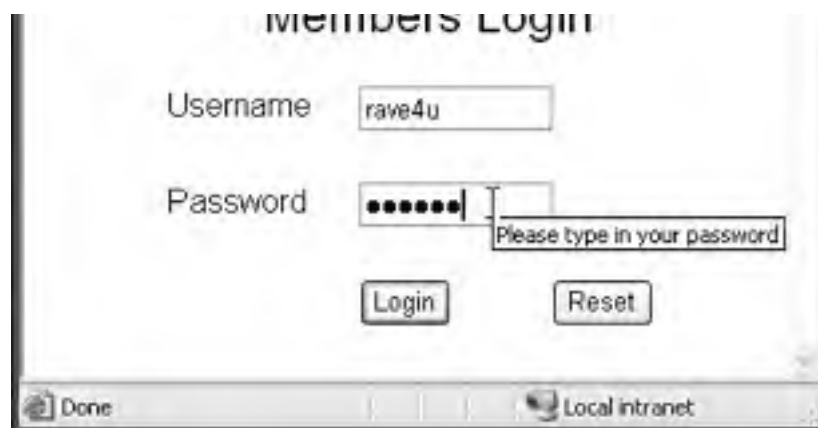 Members Login
Username rave4u
Password ●●●●●●
Please type in your password
Login Reset
Done Local intranet